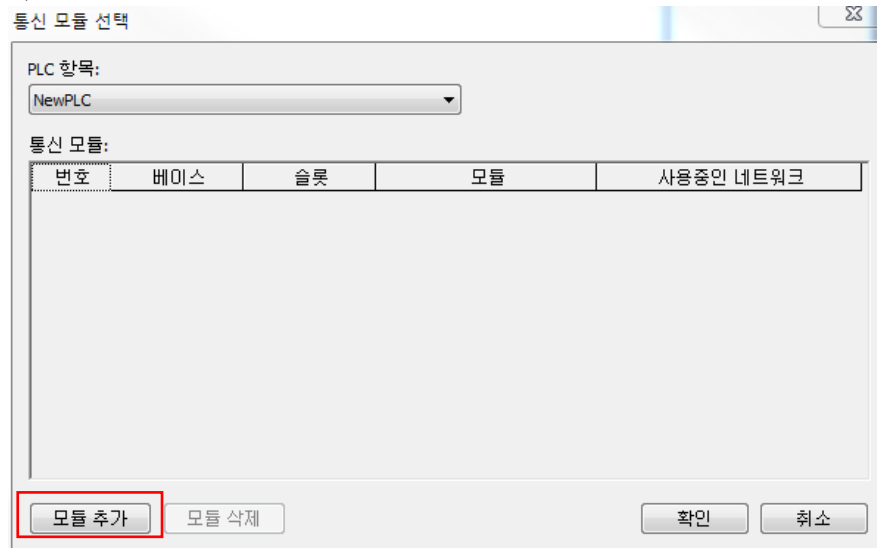 통신 모듈 선택
PLC 항목:
NewPLC
통신 모듈:
번호 베이스 슬롯 모듈 사용중인 네트워크
모듈 추가 모듈 삭제 확인 취소